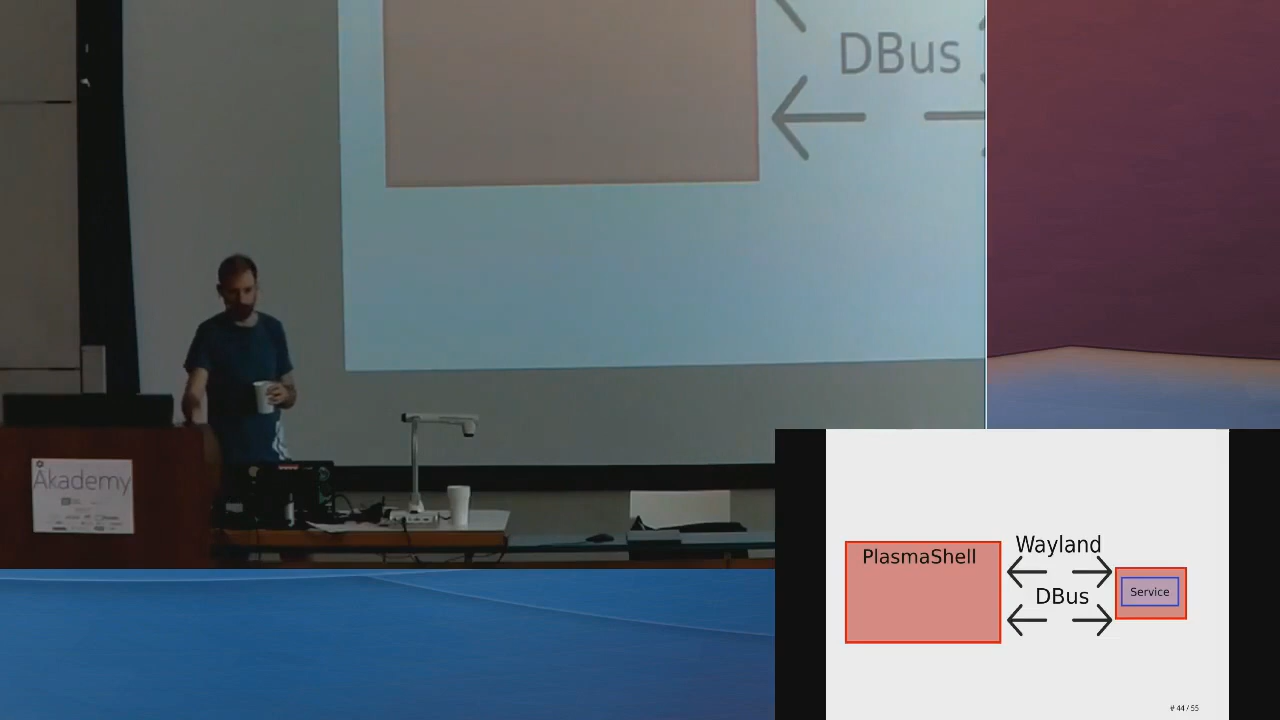 DBus
Akademy
PlasmaShell
Wayland
DBus
Service
# 44 / 55